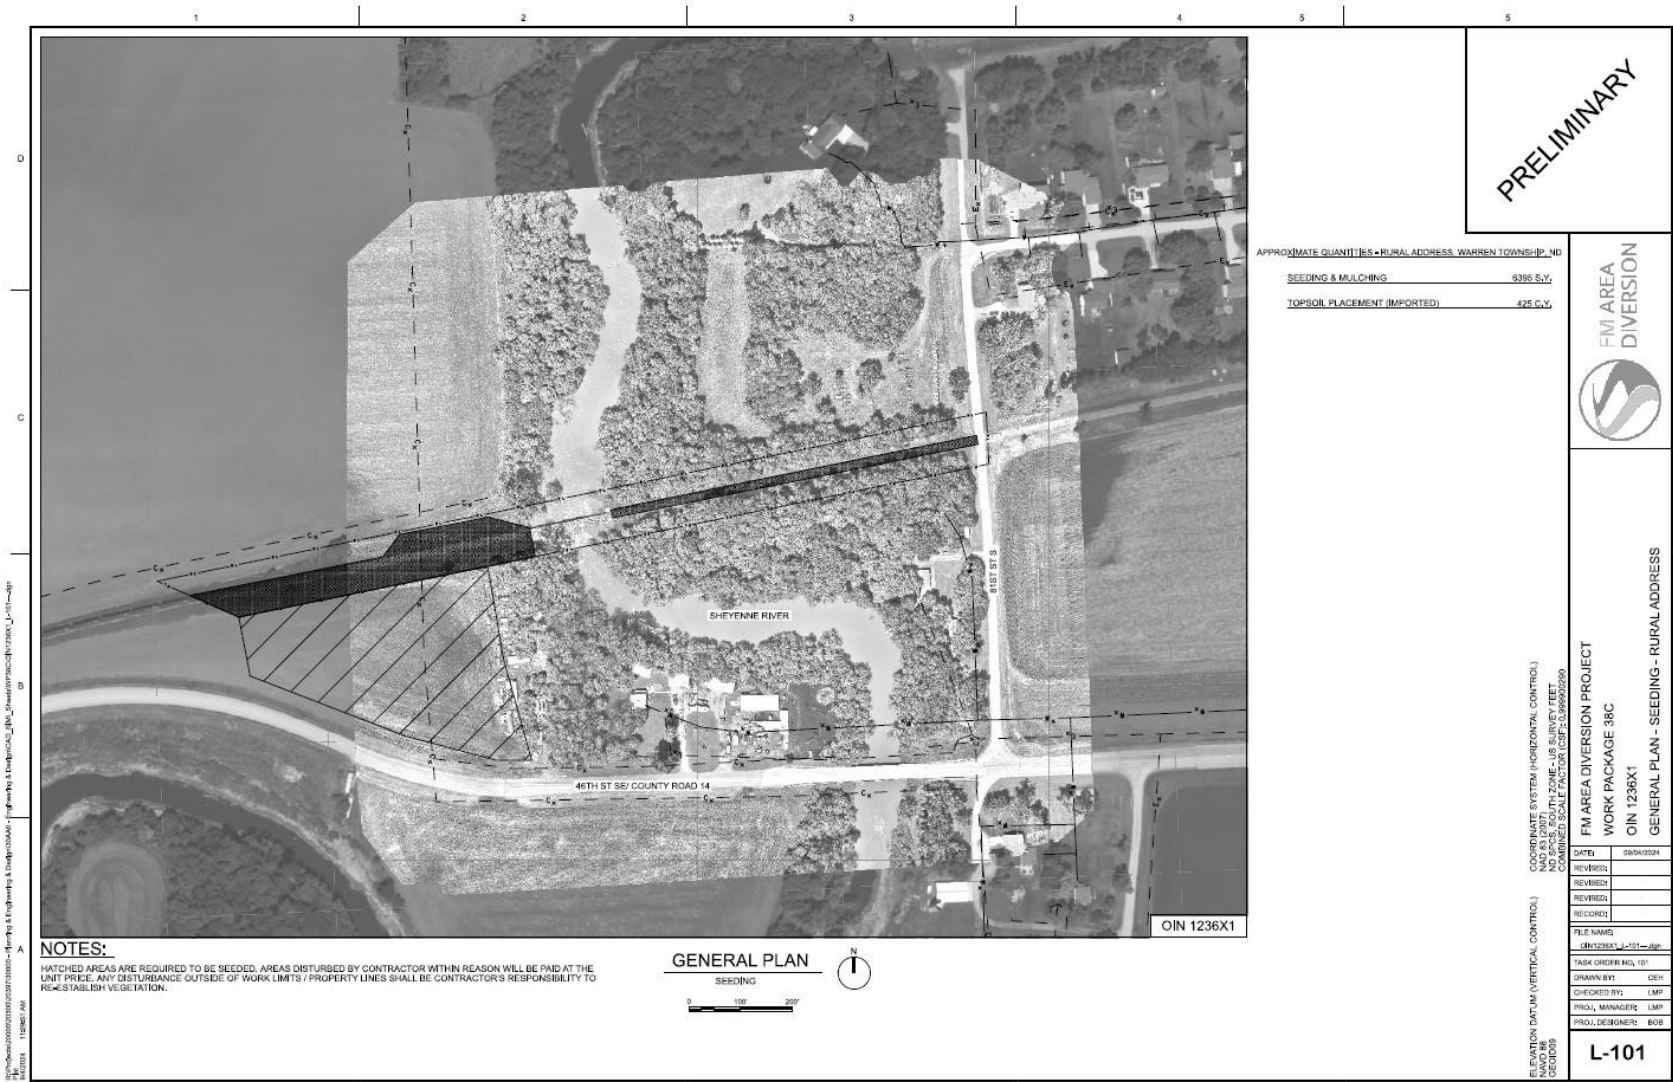 1 2 3 4 5 5
D
C
B
A
PRELIMINARY
APPROXIMATE QUANTITIES - RURAL ADDRESS, WARREN TOWNSHIP, ND
SEEDING & MULCHING 6395 S.Y.
TOPSOIL PLACEMENT (IMPORTED) 425 C.Y.
SHEYENNE RIVER
81ST ST S
46TH ST SE/ COUNTY ROAD 14
OIN 1236X1
NOTES:
HATCHED AREAS ARE REQUIRED TO BE SEEDED. AREAS DISTURBED BY CONTRACTOR WITHIN REASON WILL BE PAID AT THE
UNIT PRICE. ANY DISTURBANCE OUTSIDE OF WORK LIMITS / PROPERTY LINES SHALL BE CONTRACTOR'S RESPONSIBILITY TO
RE-ESTABLISH VEGETATION.
GENERAL PLAN
SEEDING
N
0 100' 200'
ELEVATION DATUM (VERTICAL CONTROL)
NAVD 88
GEOID09
COORDINATE SYSTEM (HORIZONTAL CONTROL)
NAD 83 (2007)
ND SPCS, SOUTH ZONE - US SURVEY FEET
COMBINED SCALE FACTOR (CSF): 0.999900299
FM AREA
DIVERSION
FM AREA DIVERSION PROJECT
WORK PACKAGE 38C
OIN 1236X1
GENERAL PLAN - SEEDING - RURAL ADDRESS
DATE: 09/04/2024
REVISED:
REVISED:
REVISED:
RECORD:
FILE NAME:
OIN1236X1_L-101---.dgn
TASK ORDER NO. 101
DRAWN BY: CEH
CHECKED BY: LMP
PROJ. MANAGER: LMP
PROJ. DESIGNER: BOB
L-101